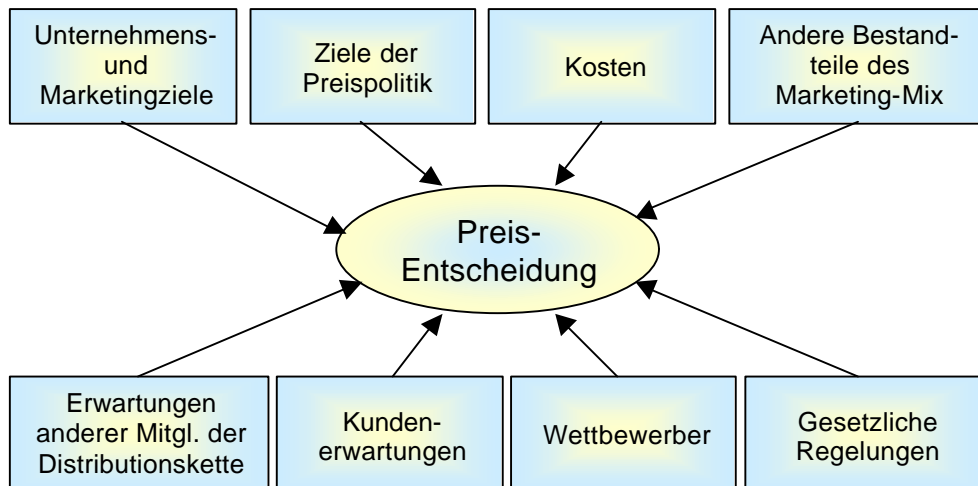 Unternehmens-
und
Marketingziele
Ziele der
Preispolitik
Kosten
Andere Bestand-
teile des
Marketing-Mix
Preis-
Entscheidung
Erwartungen
anderer Mitgl. der
Distributionskette
Kunden-
erwartungen
Wettbewerber
Gesetzliche
Regelungen